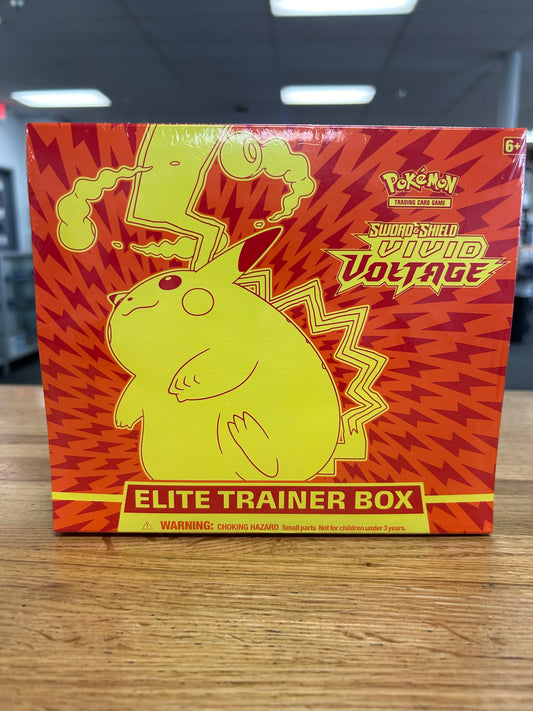 6+
Pokémon
TRADING CARD GAME
SWORD & SHIELD
VIVID
VOLTAGE
ELITE TRAINER BOX
⚠ WARNING: CHOKING HAZARD Small parts Not for children under 3 years.